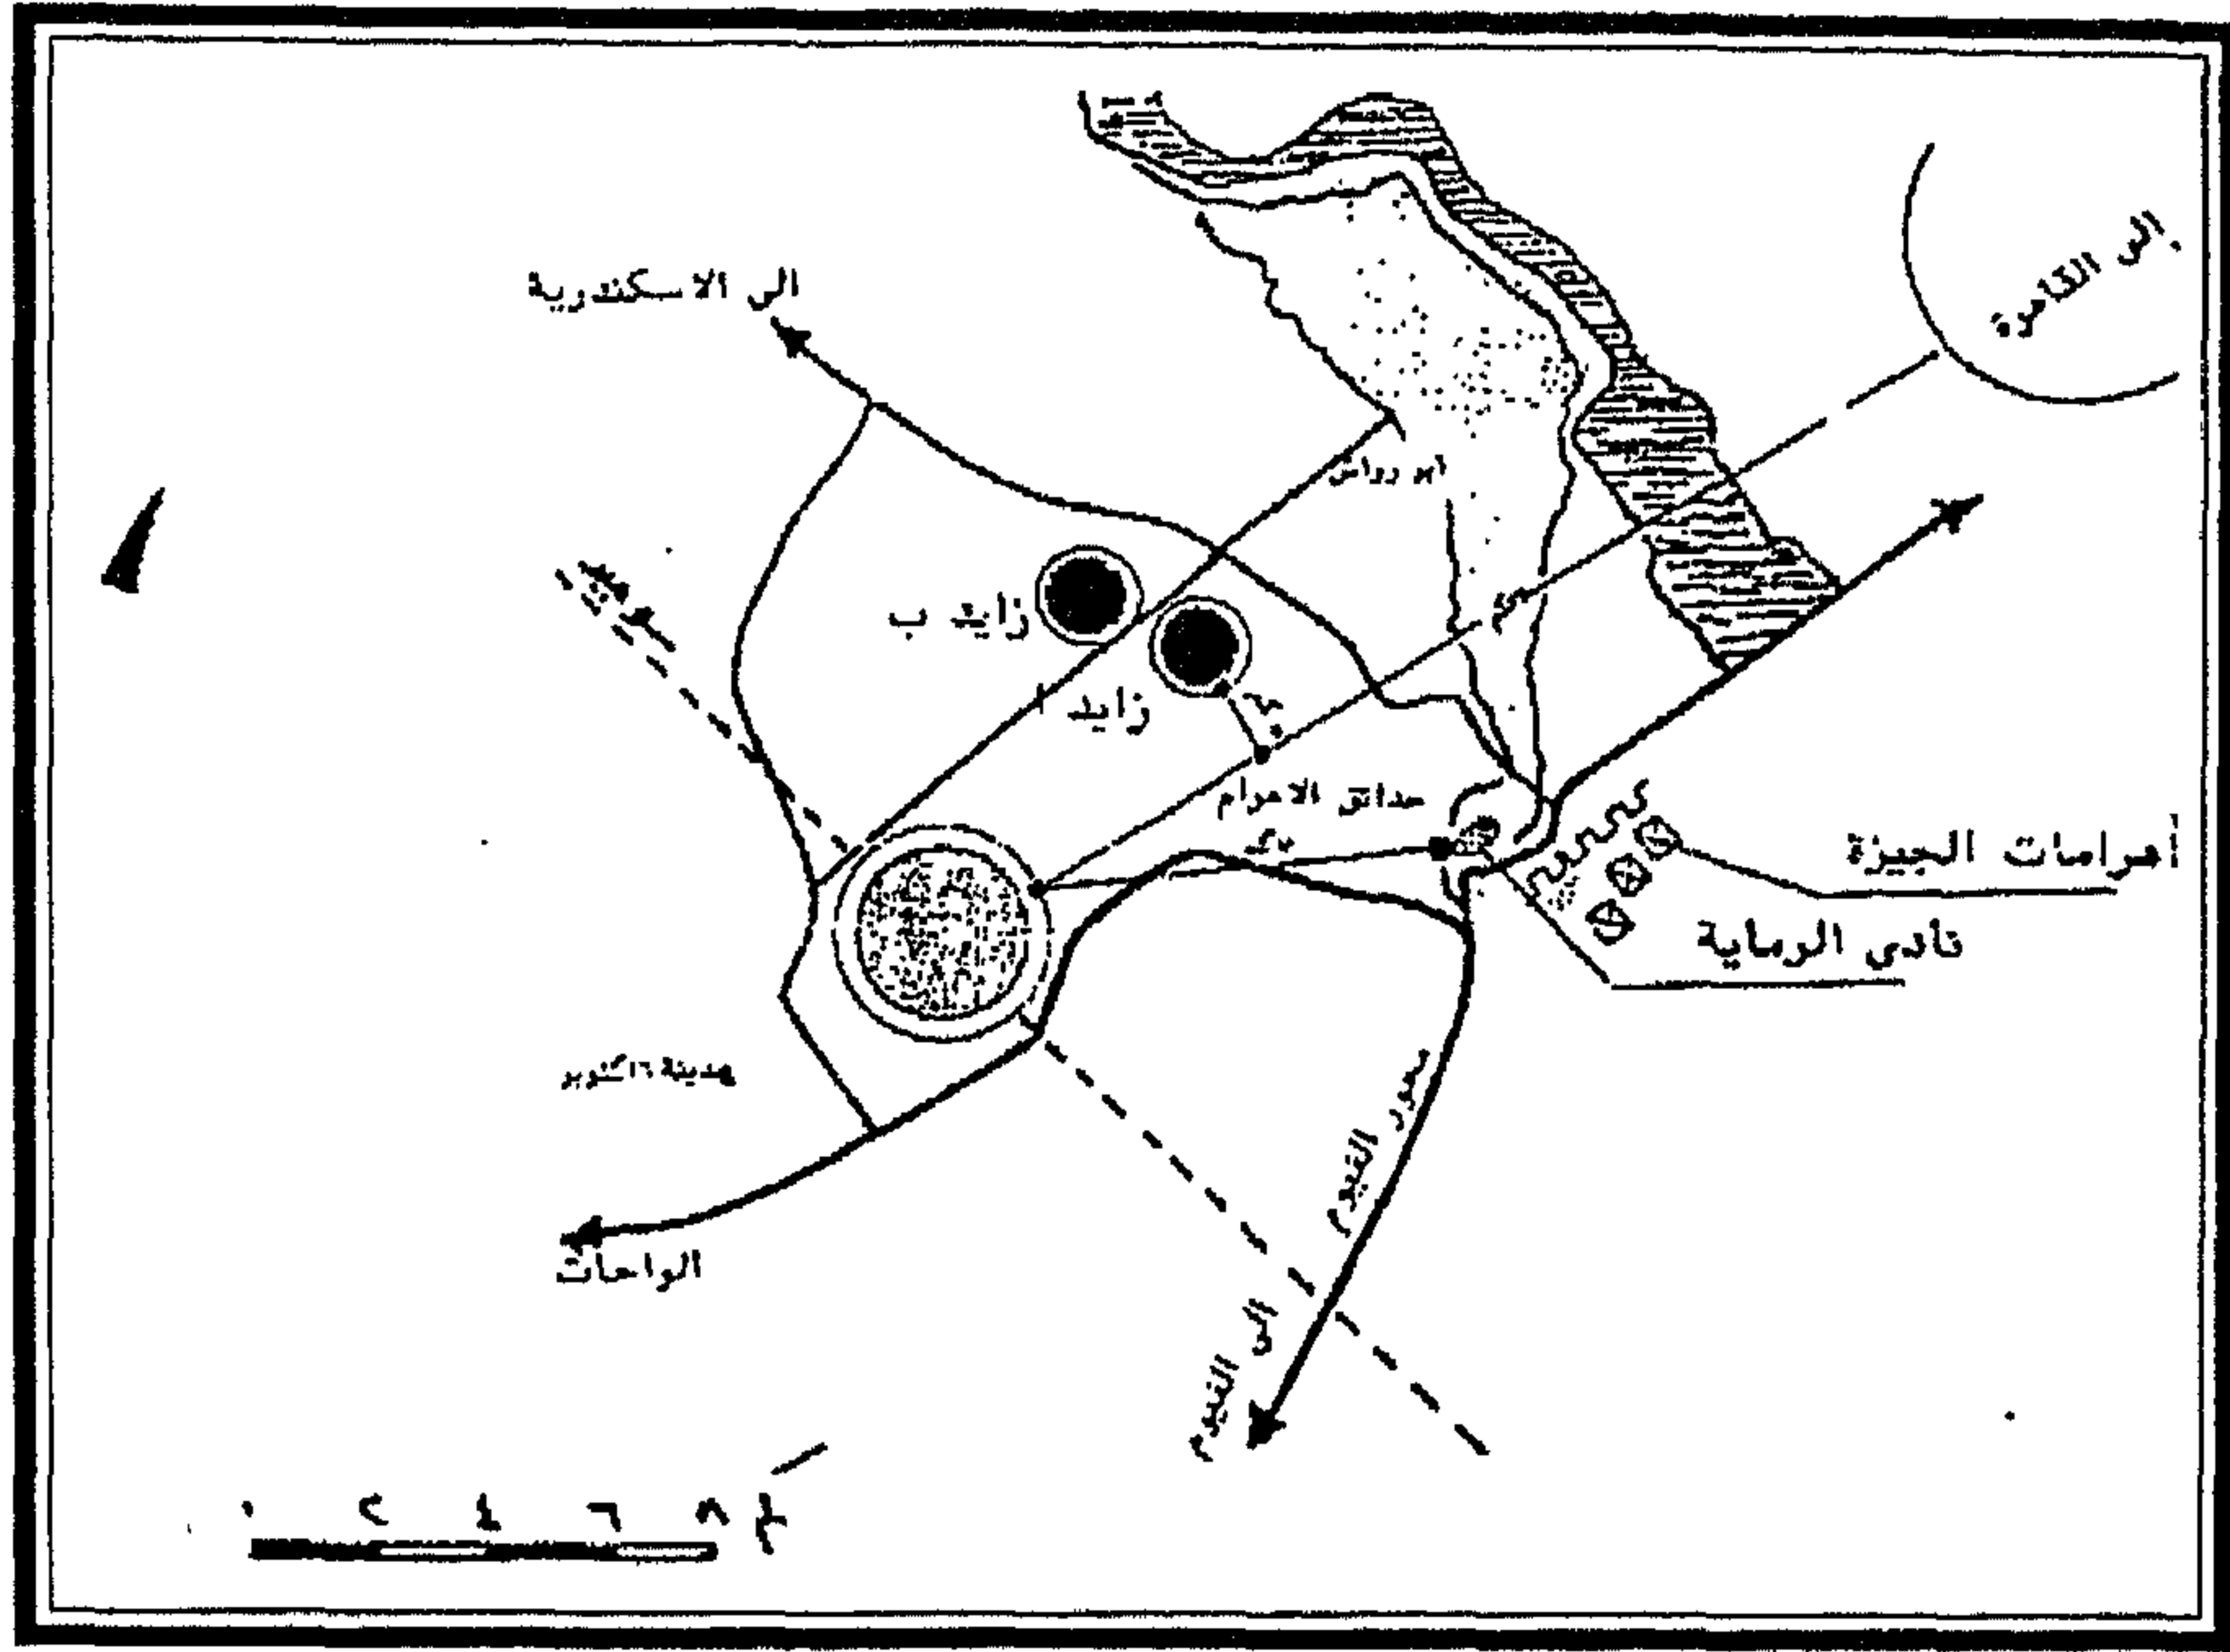 إلى القاهرة
الى الاسكندرية
ابو رواش
زايد ب
زايد أ
حدائق الاهرام
أهرامات الجيزة
نادي الرماية
مدينة ٦ اكتوبر
محور الفيوم
الواحات
الى الفيوم
٠ ٢ ٤ ٦ ٨ كم